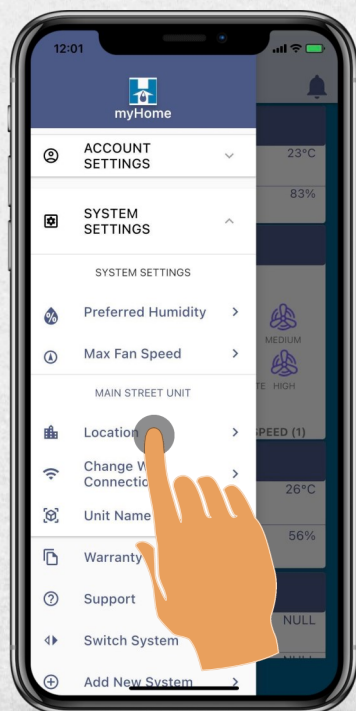 12:01
myHome
ACCOUNT
SETTINGS
23°C
83%
SYSTEM
SETTINGS
SYSTEM SETTINGS
Preferred Humidity
%
MEDIUM
Max Fan Speed
HIGH
MAIN STREET UNIT
Location
SPEED (1)
Change
Connectio
26°C
Unit Name
56%
Warranty
Support
NULL
Switch System
Add New System